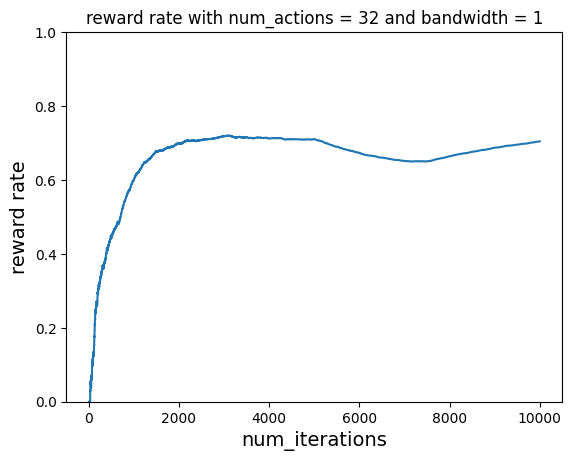 reward rate with num_actions = 32 and bandwidth = 1
1.0
0.8
0.6
0.4
0.2
0.0
reward rate
0 2000 4000 6000 8000 10000
num_iterations